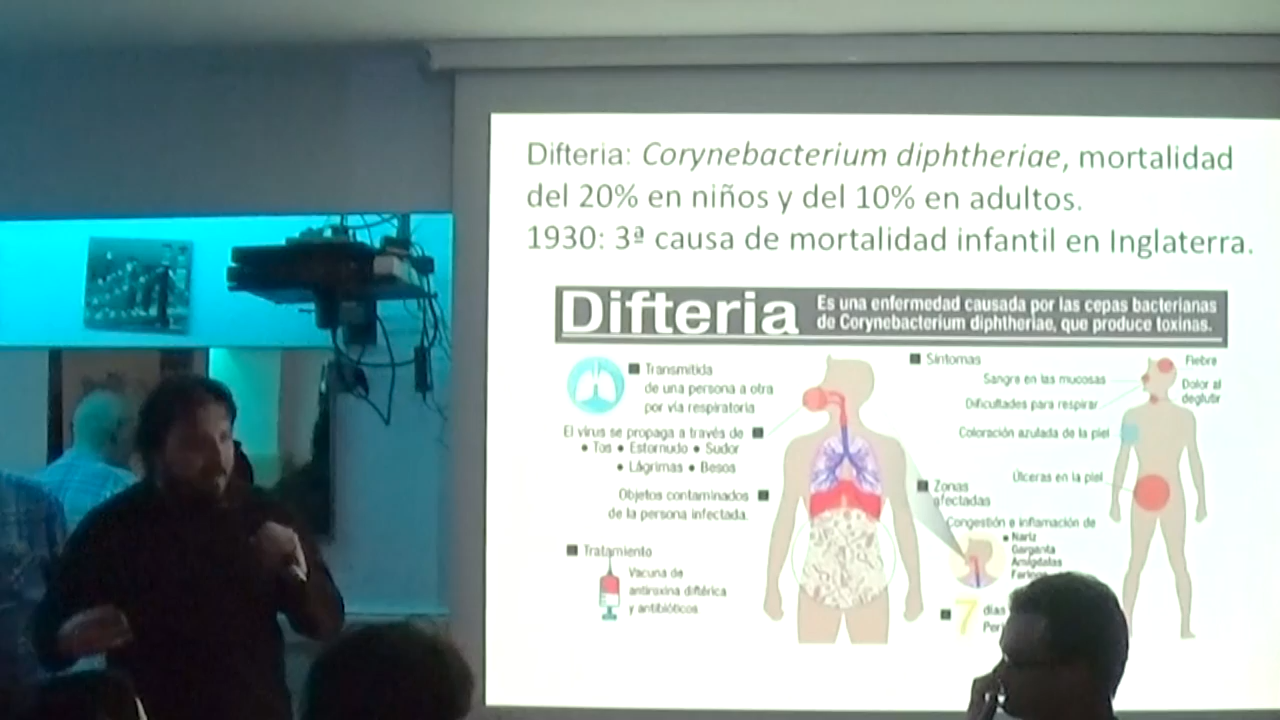 Difteria: Corynebacterium diphtheriae, mortalidad
del 20% en niños y del 10% en adultos.
1930: 3ª causa de mortalidad infantil en Inglaterra.
Difteria
Es una enfermedad causada por las cepas bacterianas
de Corynebacterium diphtheriae, que produce toxinas.
Transmitida
de una persona a otra
por vía respiratoria
El virus se propaga a través de
• Tos • Estornudo • Sudor
• Lágrimas • Besos
Objetos contaminados
de la persona infectada.
Tratamiento
Vacuna de
antitoxina diftérica
y antibióticos
Síntomas
Fiebre
Sangre en las mucosas
Dolor al
deglutir
Dificultades para respirar
Coloración azulada de la piel
Úlceras en la piel
Zonas
afectadas
Congestión e inflamación de
• Nariz
Garganta
Amígdalas
7 días